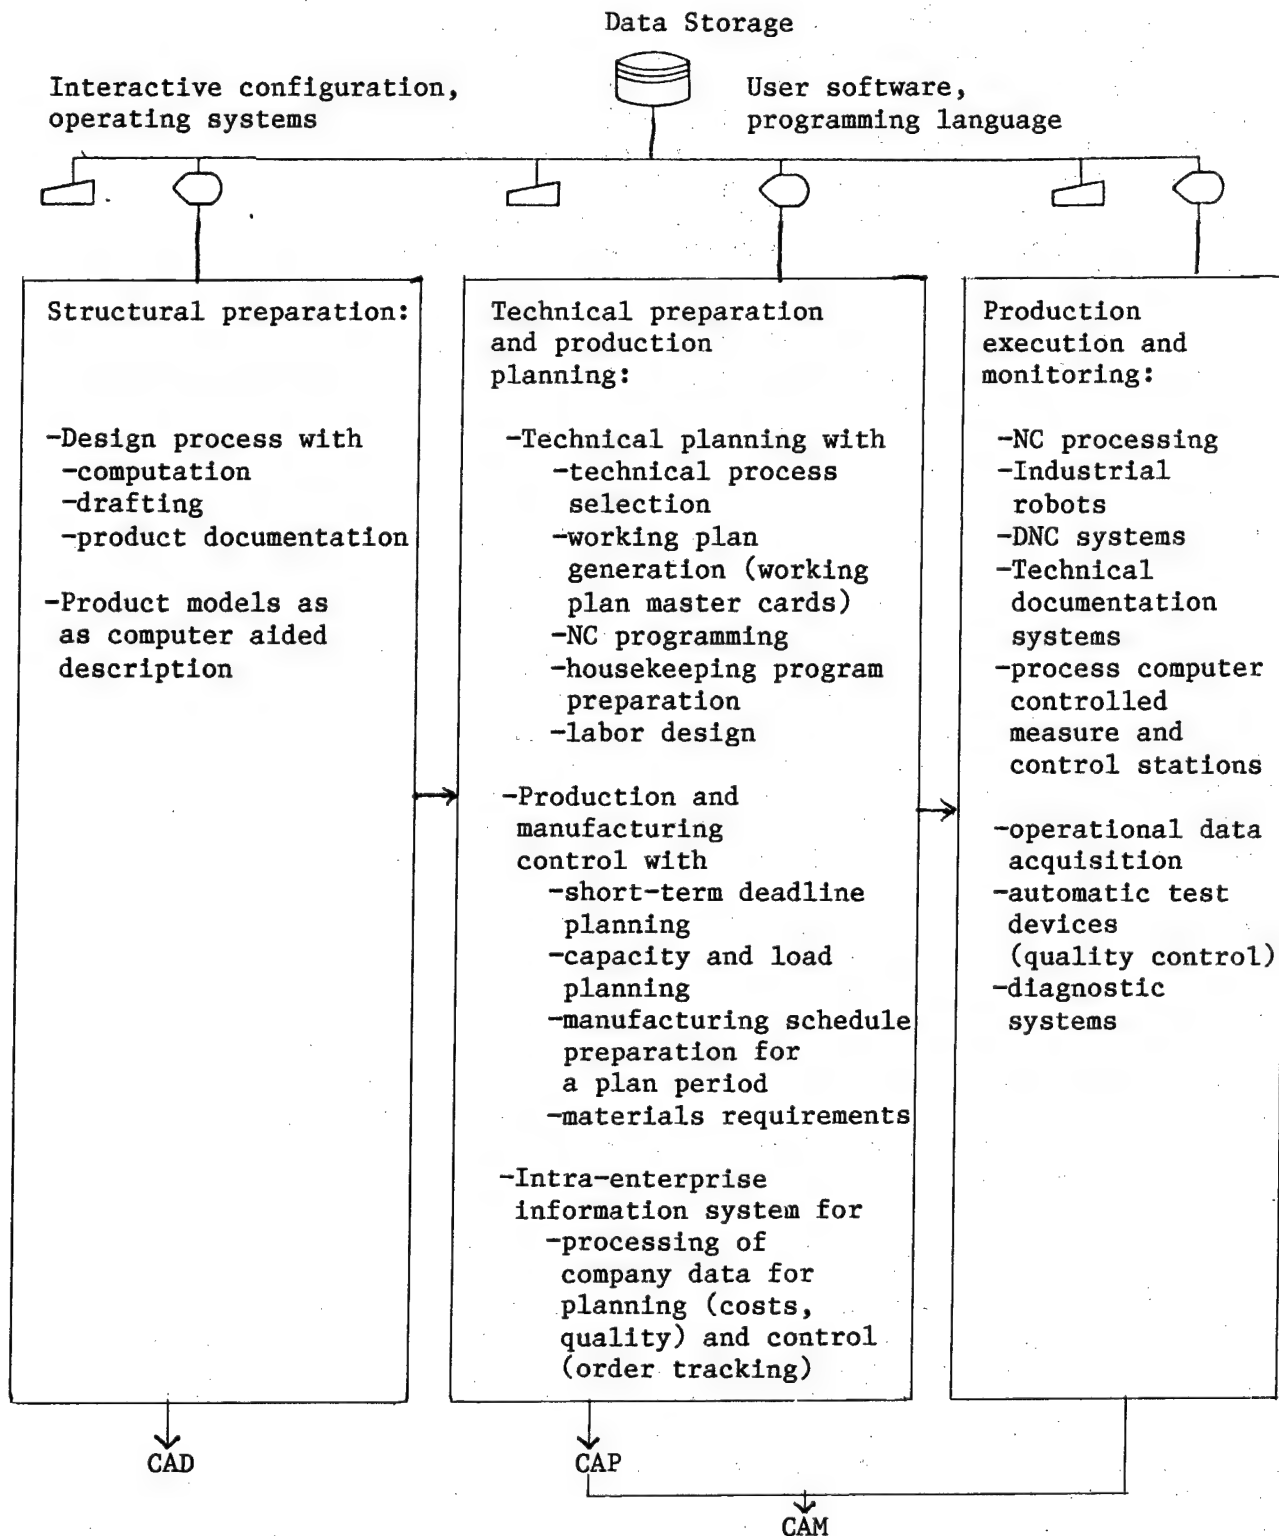 Data Storage
Interactive configuration,
operating systems
User software,
programming language
Structural preparation:
-Design process with
-computation
-drafting
-product documentation
-Product models as
as computer aided
description
Technical preparation
and production
planning:
-Technical planning with
-technical process
selection
-working plan
generation (working
plan master cards)
-NC programming
-housekeeping program
preparation
-labor design
-Production and
manufacturing
control with
-short-term deadline
planning
-capacity and load
planning
-manufacturing schedule
preparation for
a plan period
-materials requirements
-Intra-enterprise
information system for
-processing of
company data for
planning (costs,
quality) and control
(order tracking)
Production
execution and
monitoring:
-NC processing
-Industrial
robots
-DNC systems
-Technical
documentation
systems
-process computer
controlled
measure and
control stations
-operational data
acquisition
-automatic test
devices
(quality control)
-diagnostic
systems
CAD
CAP
CAM